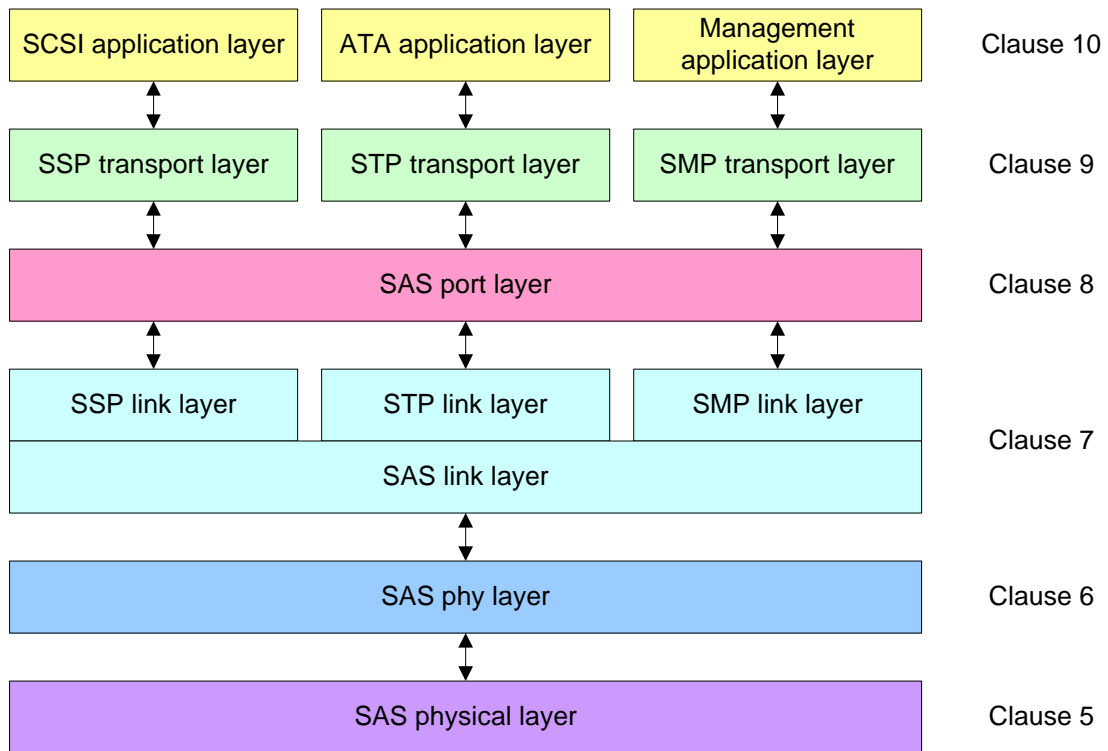 SCSI application layer
ATA application layer
Management
application layer
Clause 10
SSP transport layer
STP transport layer
SMP transport layer
Clause 9
SAS port layer
Clause 8
SSP link layer
STP link layer
SMP link layer
Clause 7
SAS link layer
SAS phy layer
Clause 6
SAS physical layer
Clause 5